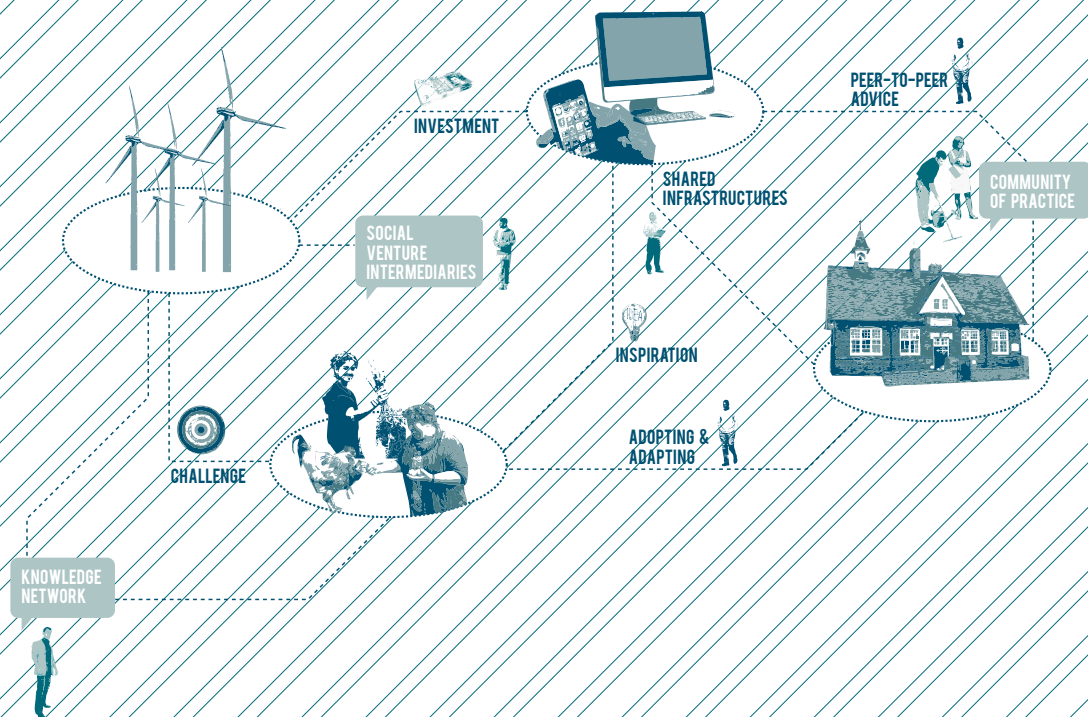 PEER-TO-PEER
ADVICE
INVESTMENT
SHARED
INFRASTRUCTURES
COMMUNITY
OF PRACTICE
SOCIAL
VENTURE
INTERMEDIARIES
IDEA
INSPIRATION
ADOPTING &
ADAPTING
CHALLENGE
KNOWLEDGE
NETWORK